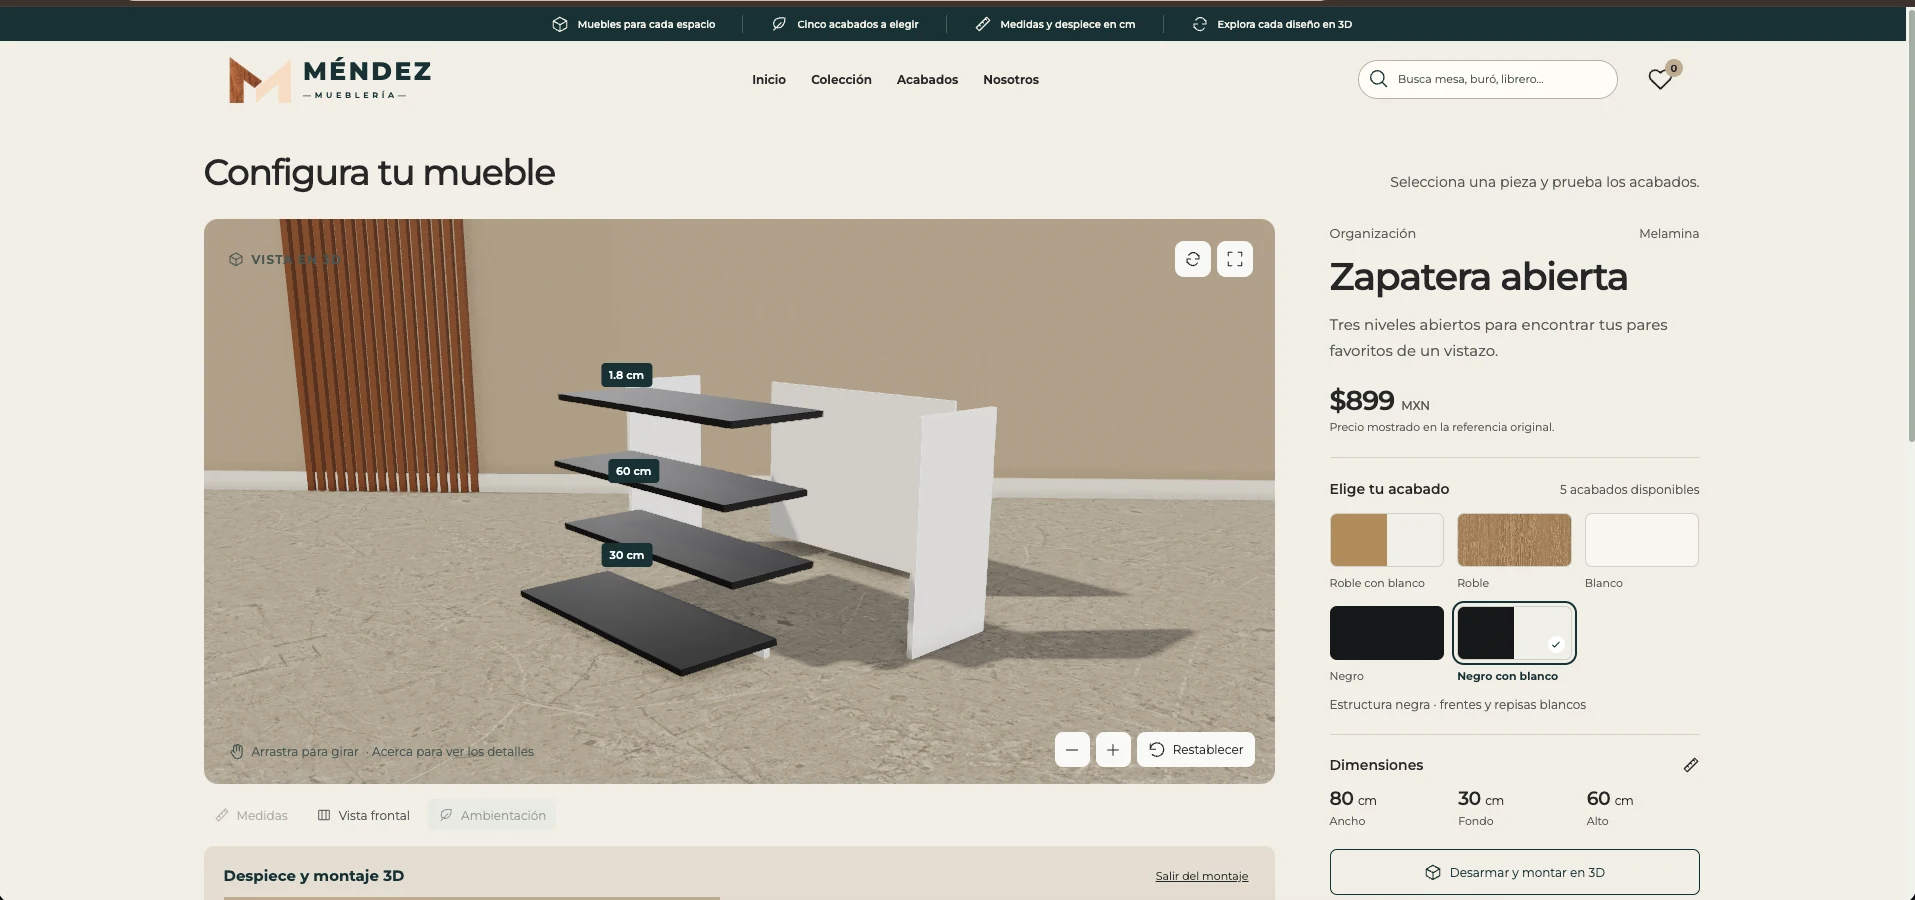 Muebles para cada espacio
Cinco acabados a elegir
Medidas y despiece en cm
Explora cada diseño en 3D
MÉNDEZ
MUEBLERÍA
Inicio
Colección
Acabados
Nosotros
Busca mesa, buró, librero...
0
Configura tu mueble
Selecciona una pieza y prueba los acabados.
VISTA EN 3D
1.8 cm
60 cm
30 cm
Arrastra para girar · Acerca para ver los detalles
Restablecer
Medidas
Vista frontal
Ambientación
Despiece y montaje 3D
Salir del montaje
Organización
Melamina
Zapatera abierta
Tres niveles abiertos para encontrar tus pares
favoritos de un vistazo.
$899 MXN
Precio mostrado en la referencia original.
Elige tu acabado
5 acabados disponibles
Roble con blanco
Roble
Blanco
Negro
Negro con blanco
Estructura negra · frentes y repisas blancos
Dimensiones
80 cm
Ancho
30 cm
Fondo
60 cm
Alto
Desarmar y montar en 3D